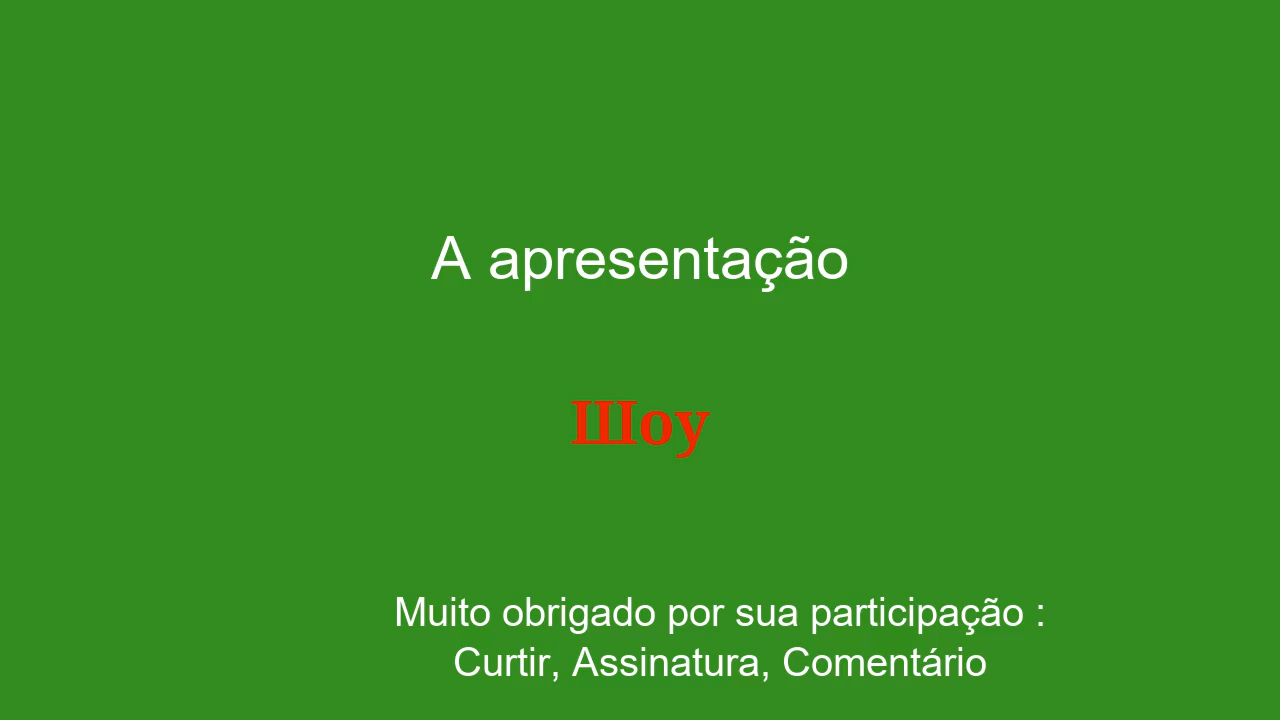 A apresentação
Шоу
Muito obrigado por sua participação :
Curtir, Assinatura, Comentário